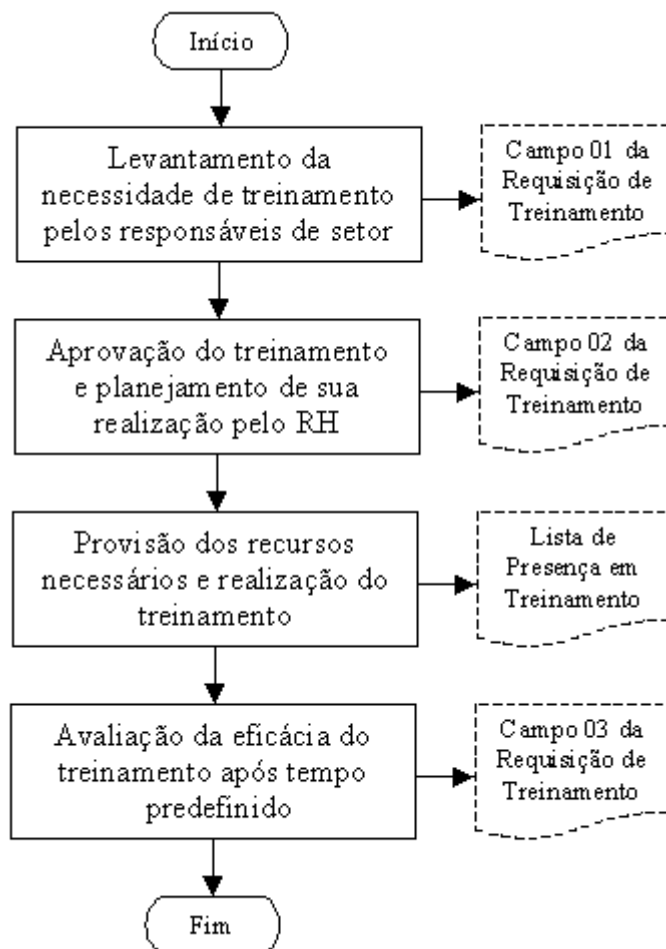 Início
Levantamento da
necessidade de treinamento
pelos responsáveis de setor
Campo 01 da
Requisição de
Treinamento
Aprovação do treinamento
e planejamento de sua
realização pelo RH
Campo 02 da
Requisição de
Treinamento
Provisão dos recursos
necessários e realização do
treinamento
Lista de
Presença em
Treinamento
Avaliação da eficácia do
treinamento após tempo
predefinido
Campo 03 da
Requisição de
Treinamento
Fim